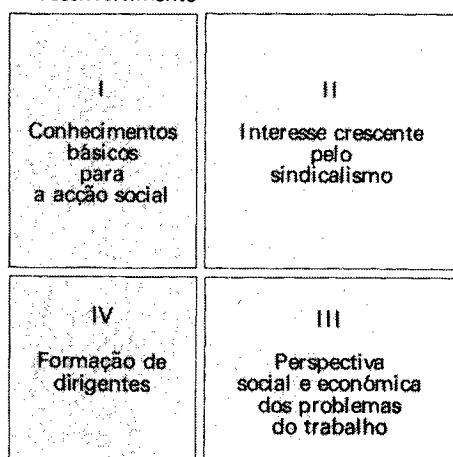 I
Conhecimentos
básicos
para
a acção social
II
Interesse crescente
pelo
sindicalismo
IV
Formação de
dirigentes
III
Perspectiva
social e económica
dos problemas
do trabalho